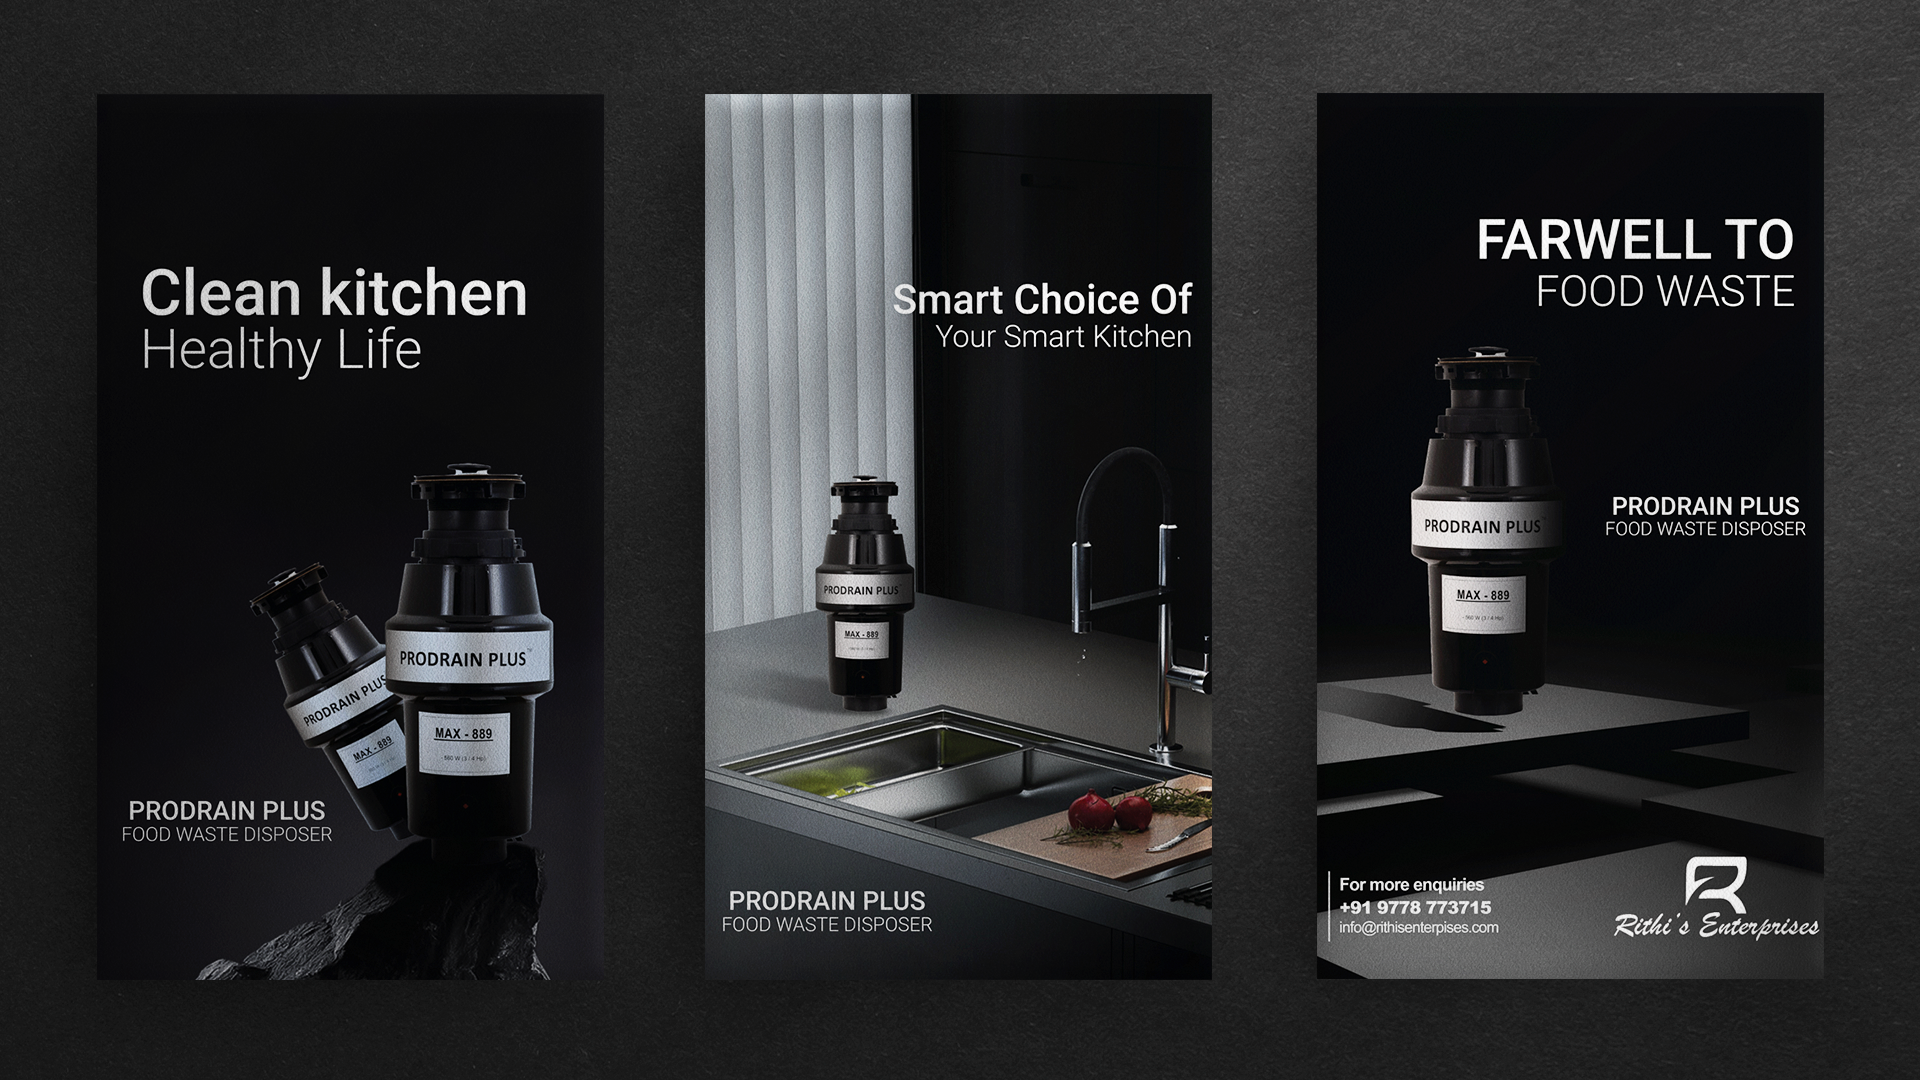 Clean kitchen
Healthy Life
PRODRAIN PLUS
MAX - 889
PRODRAIN PLUS™
MAX - 889
- 560 W (3 / 4 Hp)
PRODRAIN PLUS
FOOD WASTE DISPOSER
Smart Choice Of
Your Smart Kitchen
PRODRAIN PLUS
MAX - 889
PRODRAIN PLUS
FOOD WASTE DISPOSER
FARWELL TO
FOOD WASTE
PRODRAIN PLUS
MAX - 889
- 560 W (3 / 4 Hp)
PRODRAIN PLUS
FOOD WASTE DISPOSER
For more enquiries
+91 9778 773715
info@rithisenterpises.com
R
Rithi's Enterprises